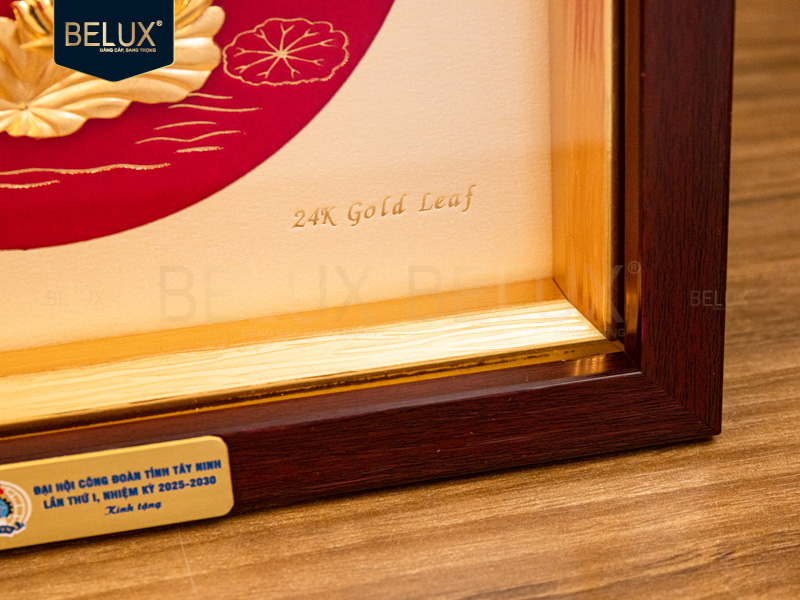 BELUX®
ĐẲNG CẤP, SANG TRỌNG
24K Gold Leaf
BELUX BELUX BELUX® BELUX
ĐẠI HỘI CÔNG ĐOÀN TỈNH TÂY NINH
LẦN THỨ I, NHIỆM KỲ 2025-2030
Kính tặng